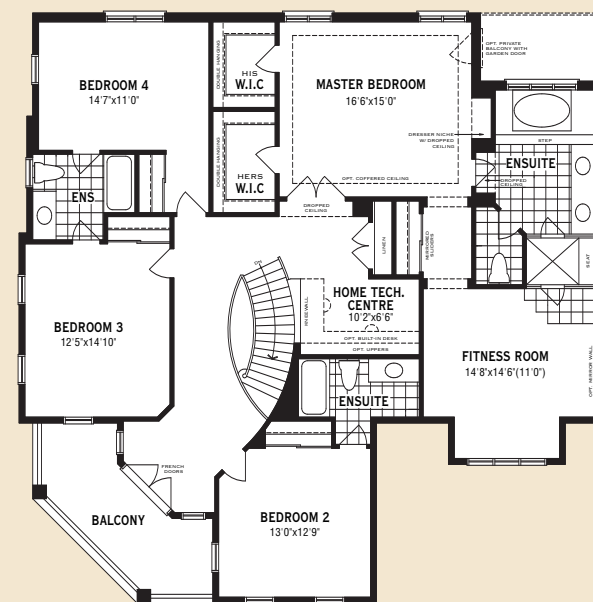 BEDROOM 4
14'7"x11'0"
DOUBLE HANGING
HIS
W.I.C
MASTER BEDROOM
16'6"x15'0"
OPT. PRIVATE
BALCONY WITH
GARDEN DOOR
DRESSER NICHE
W/ DROPPED
CEILING
STEP
ENS
DOUBLE HANGING
HERS
W.I.C
OPT. COFFERED CEILING
ENSUITE
DROPPED
CEILING
DROPPED
CEILING
LINEN
MIRRORED
SLIDERS
SEAT
DN
BEDROOM 3
12'5"x14'10"
KNEEWALL
HOME TECH.
CENTRE
10'2"x6'6"
OPT. BUILT-IN DESK
OPT. UPPERS
FITNESS ROOM
14'8"x14'6"(11'0")
OPT. MIRROR WALL
ENSUITE
FRENCH
DOORS
BALCONY
BEDROOM 2
13'0"x12'9"